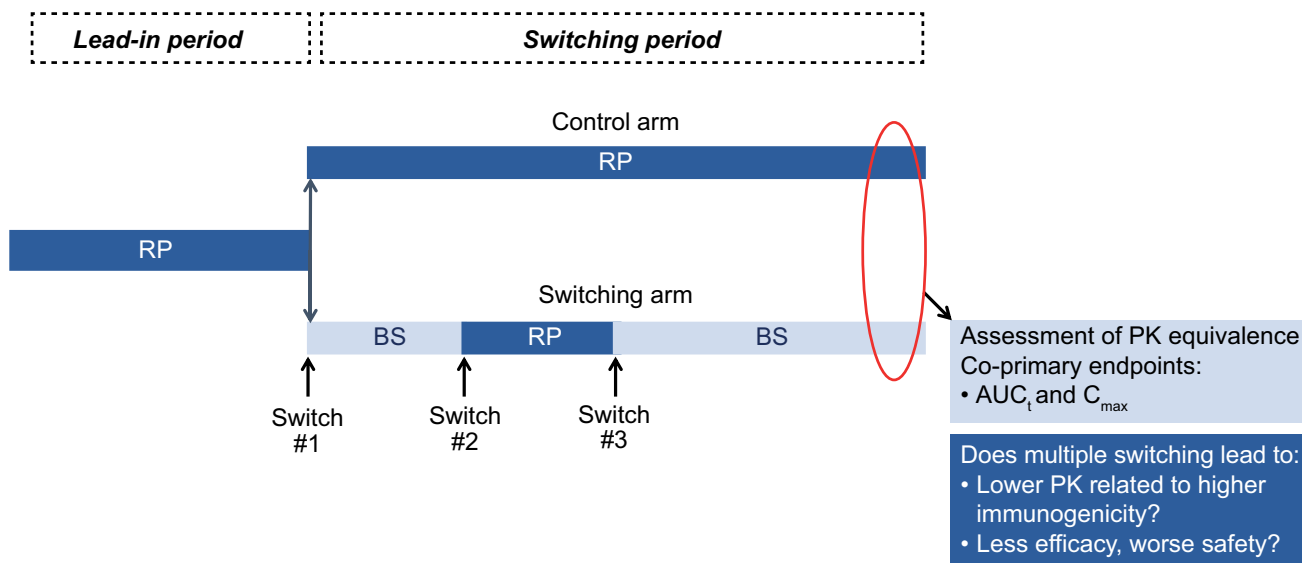 Lead-in period
Switching period
Control arm
RP
RP
Switching arm
BS
RP
BS
Switch
#1
Switch
#2
Switch
#3
Assessment of PK equivalence
Co-primary endpoints:
• AUCt and Cmax
Does multiple switching lead to:
• Lower PK related to higher
immunogenicity?
• Less efficacy, worse safety?